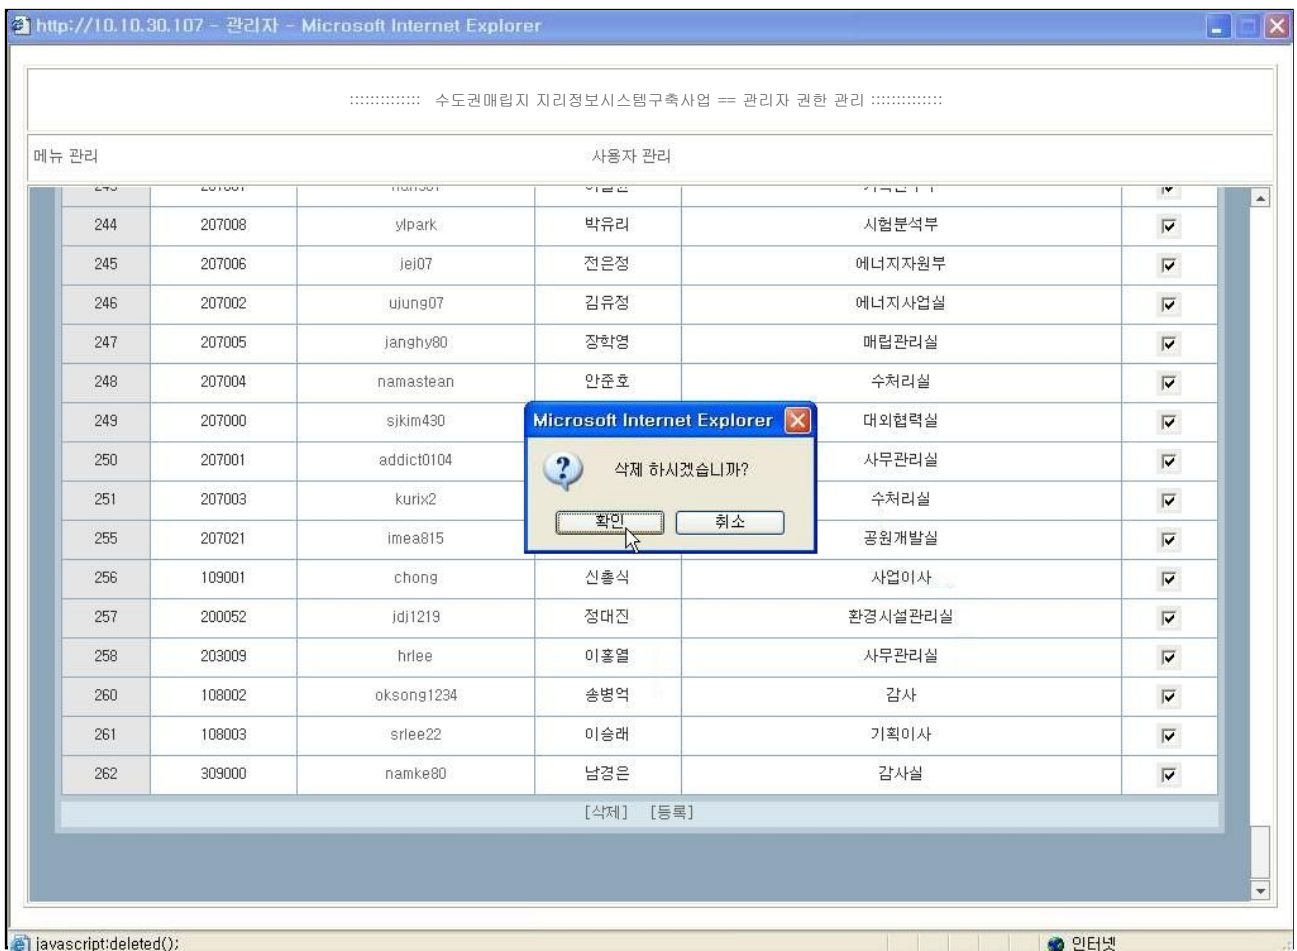 http://10.10.30.107 - 관리자 - Microsoft Internet Explorer
::::::::::::: 수도권매립지 지리정보시스템구축사업 == 관리자 권한 관리 :::::::::::::
메뉴 관리 사용자 관리
244 207008 ylpark 박유리 시험분석부
245 207006 jej07 전은정 에너지자원부
246 207002 ujung07 김유정 에너지사업실
247 207005 janghy80 장학영 매립관리실
248 207004 namastean 안준호 수처리실
249 207000 sjkim430 대외협력실
250 207001 addict0104 사무관리실
251 207003 kurix2 수처리실
255 207021 imea815 공원개발실
Microsoft Internet Explorer
삭제 하시겠습니까?
확인 취소
256 109001 chong 신총식 사업이사
257 200052 jdj1219 정대진 환경시설관리실
258 203009 hrlee 이홍열 사무관리실
260 108002 oksong1234 송병억 감사
261 108003 srlee22 이승래 기획이사
262 309000 namke80 남경은 감사실
[삭제] [등록]
javascript:deleted(); 인터넷